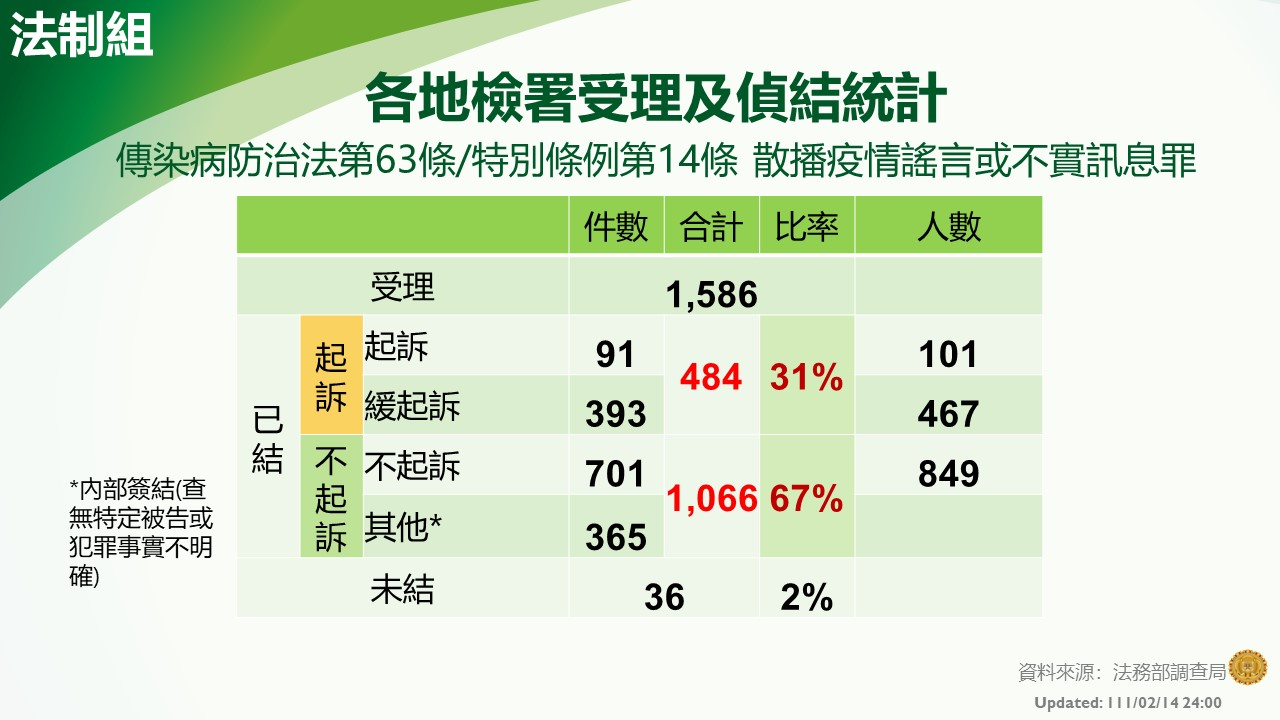 法制組
各地檢署受理及偵結統計
傳染病防治法第63條/特別條例第14條 散播疫情謠言或不實訊息罪
件數 合計 比率 人數
受理 1,586
已結
起訴
起訴 91 484 31% 101
緩起訴 393 467
不起訴
不起訴 701 1,066 67% 849
其他* 365
未結 36 2%
*內部簽結(查
無特定被告或
犯罪事實不明
確)
資料來源：法務部調查局
Updated: 111/02/14 24:00